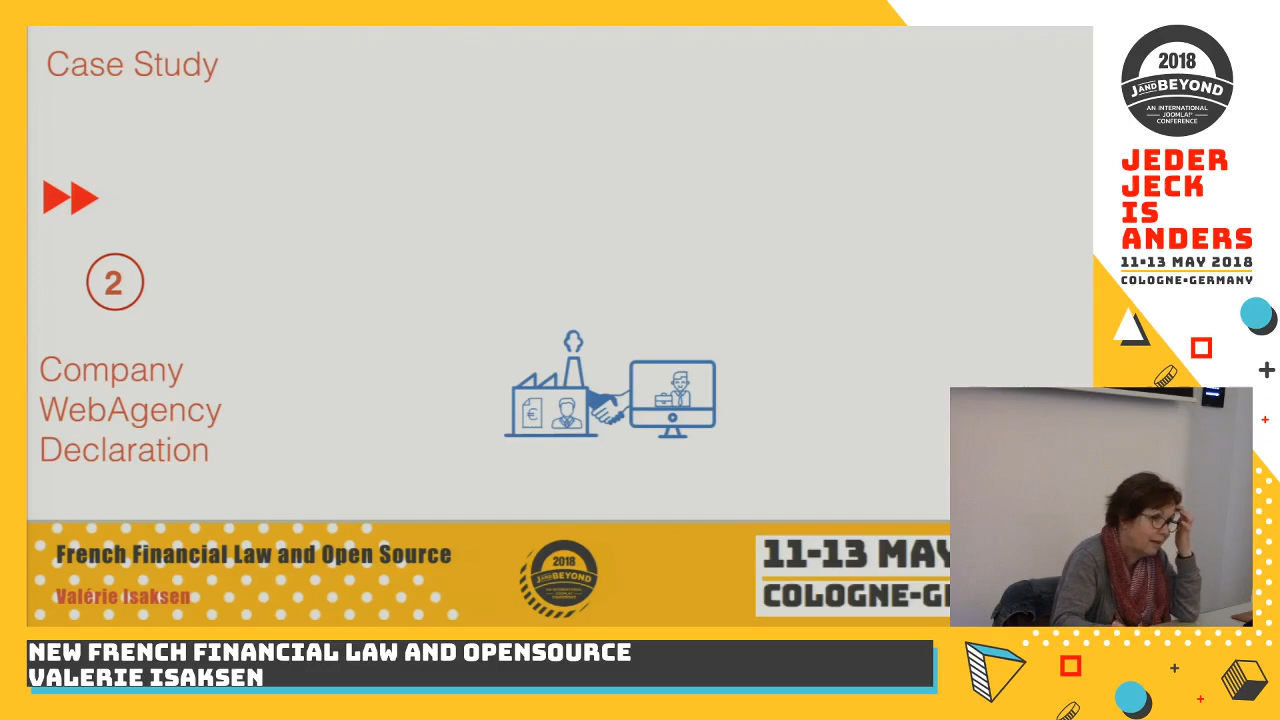 Case Study
2
Company
WebAgency
Declaration
€
French Financial Law and Open Source
Valérie Isaksen
2018
J AND BEYOND
11-13 MAY
COLOGNE-GE
NEW FRENCH FINANCIAL LAW AND OPENSOURCE
VALERIE ISAKSEN
2018
J AND BEYOND
AN INTERNATIONAL
JOOMLA!®
CONFERENCE
JEDER
JECK
IS
ANDERS
11-13 MAY 2018
COLOGNE-GERMANY